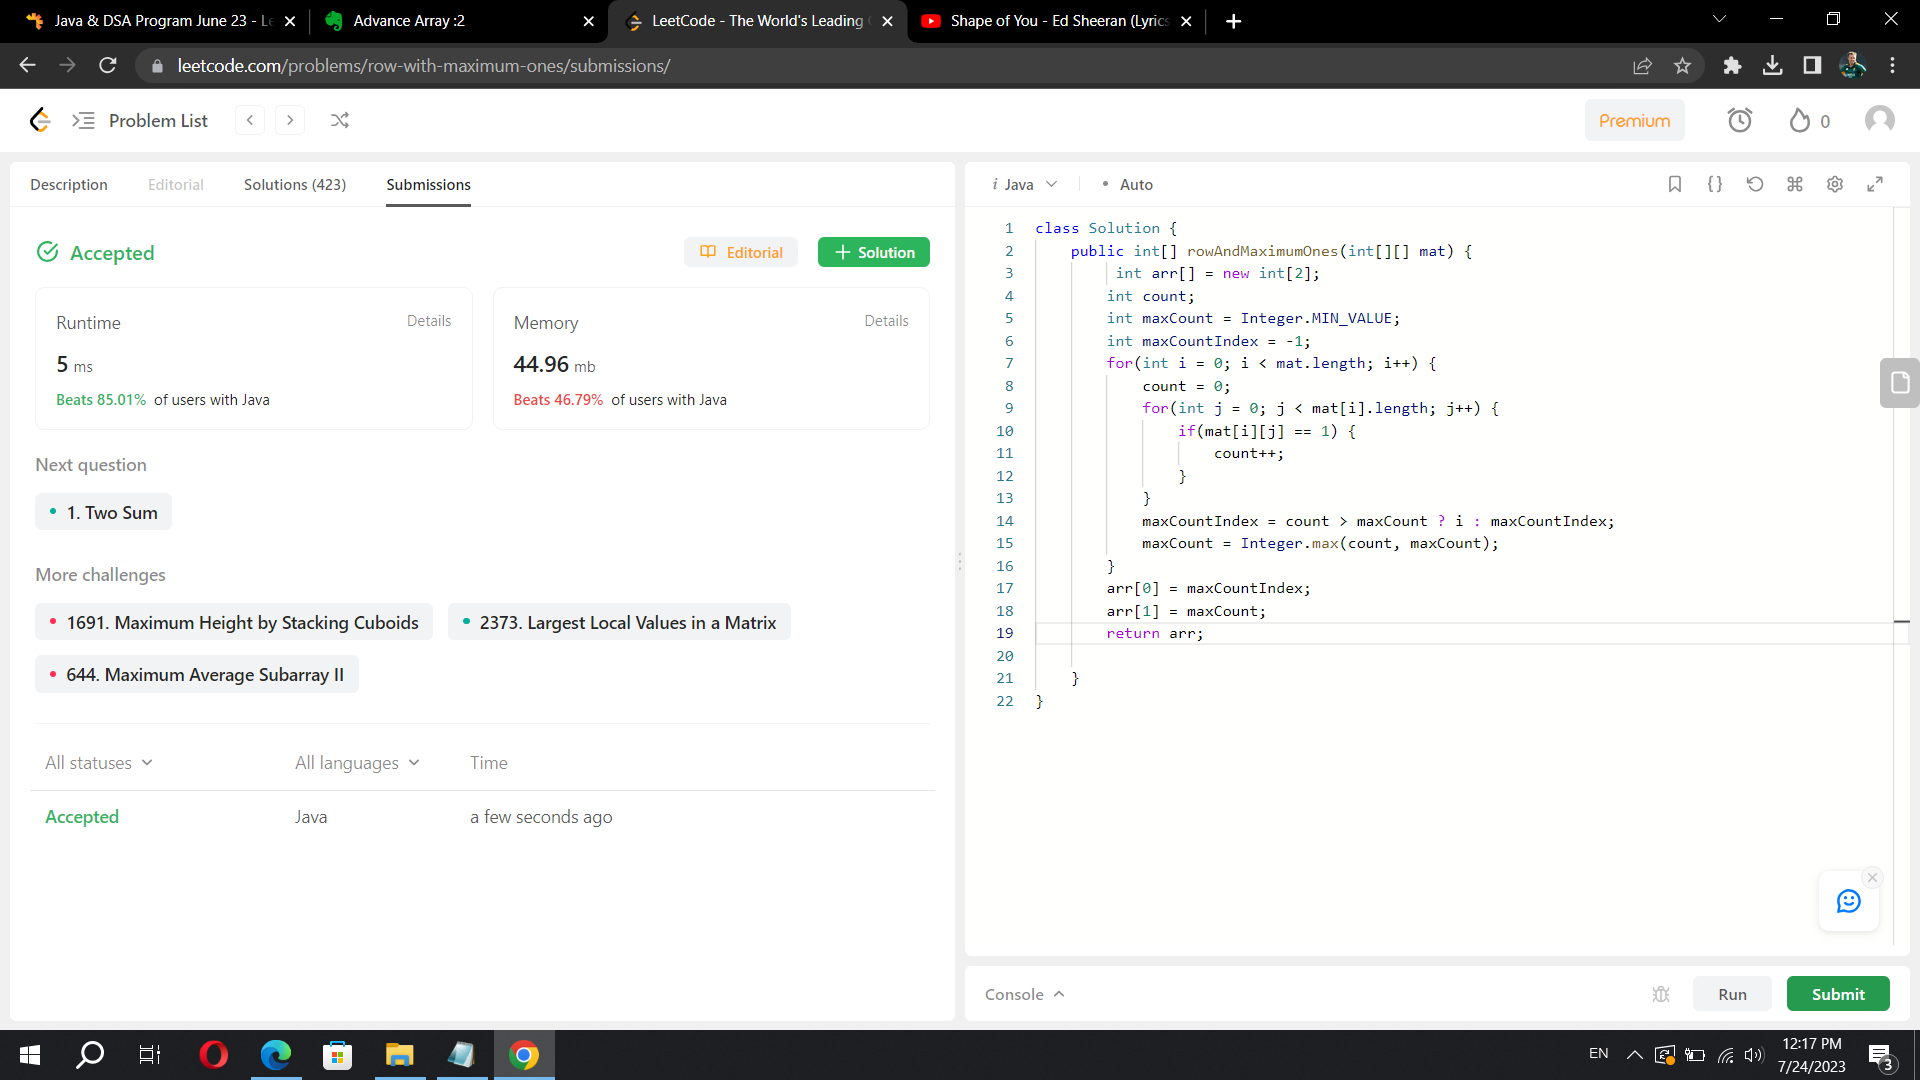 Java & DSA Program June 23 - Le
Advance Array :2
LeetCode - The World's Leading O
Shape of You - Ed Sheeran (Lyrics
leetcode.com/problems/row-with-maximum-ones/submissions/
Problem List
Premium
0
Description
Editorial
Solutions (423)
Submissions
Accepted
Editorial
Solution
Runtime
Details
5 ms
Beats 85.01% of users with Java
Memory
Details
44.96 mb
Beats 46.79% of users with Java
Next question
1. Two Sum
More challenges
1691. Maximum Height by Stacking Cuboids
2373. Largest Local Values in a Matrix
644. Maximum Average Subarray II
All statuses
All languages
Time
Accepted
Java
a few seconds ago
i Java
• Auto
1 class Solution {
2 public int[] rowAndMaximumOnes(int[][] mat) {
3 int arr[] = new int[2];
4 int count;
5 int maxCount = Integer.MIN_VALUE;
6 int maxCountIndex = -1;
7 for(int i = 0; i < mat.length; i++) {
8 count = 0;
9 for(int j = 0; j < mat[i].length; j++) {
10 if(mat[i][j] == 1) {
11 count++;
12 }
13 }
14 maxCountIndex = count > maxCount ? i : maxCountIndex;
15 maxCount = Integer.max(count, maxCount);
16 }
17 arr[0] = maxCountIndex;
18 arr[1] = maxCount;
19 return arr;
20
21 }
22 }
Console
Run
Submit
EN
12:17 PM
7/24/2023
3